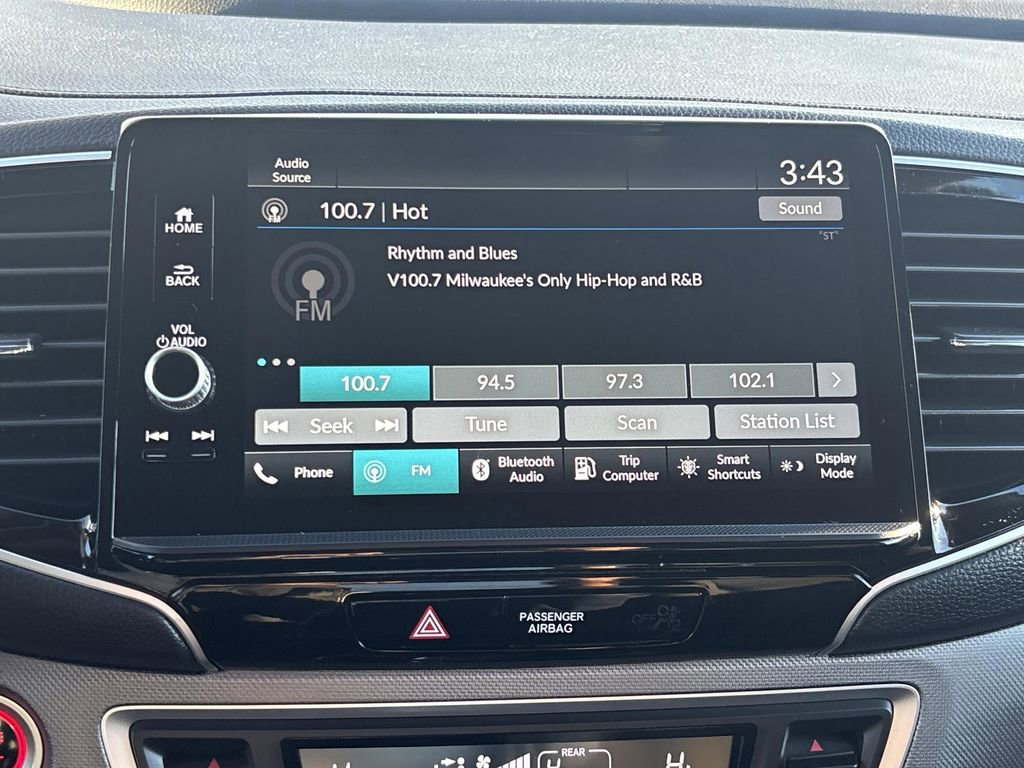 Audio
Source
3:43
FM
100.7 | Hot
Sound
"ST"
HOME
Rhythm and Blues
V100.7 Milwaukee's Only Hip-Hop and R&B
BACK
FM
VOL
AUDIO
100.7
94.5
97.3
102.1
Seek
Tune
Scan
Station List
Phone
FM
Bluetooth
Audio
Trip
Computer
Smart
Shortcuts
Display
Mode
PASSENGER
AIRBAG
OFF
REAR